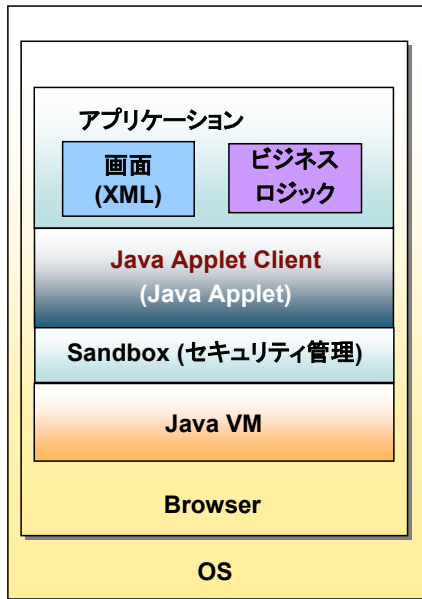 アプリケーション
画面
(XML)
ビジネス
ロジック
Java Applet Client
(Java Applet)
Sandbox (セキュリティ管理)
Java VM
Browser
OS